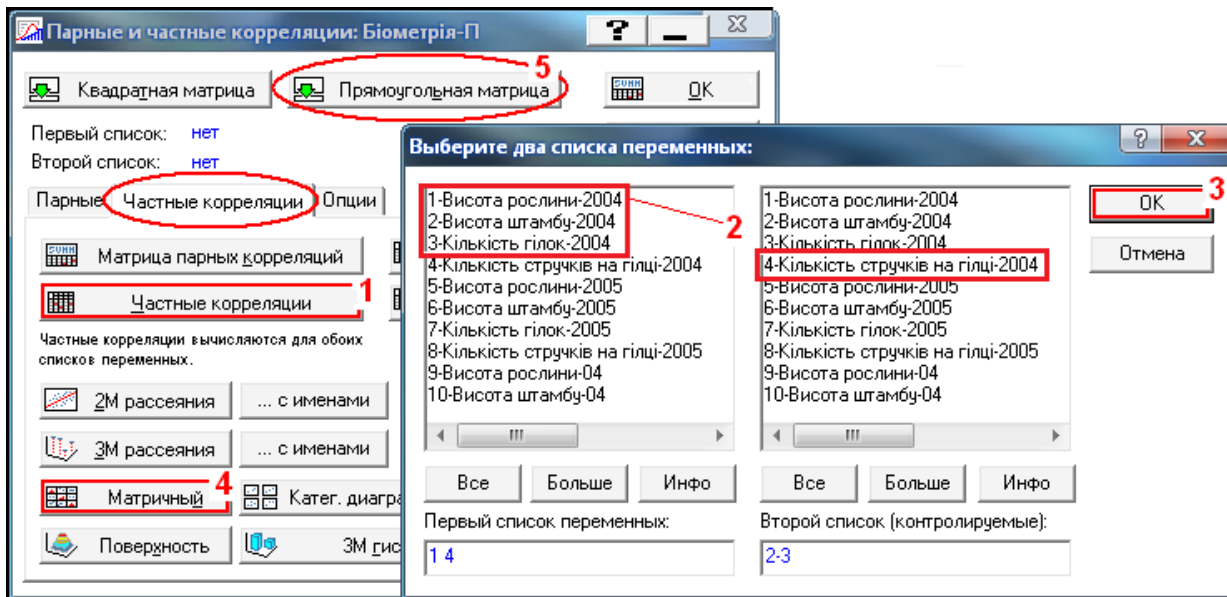 Парные и частные корреляции: Біометрія-П
5
Квадратная матрица
Прямоугольная матрица
OK
Первый список: нет
Второй список: нет
Парные
Частные корреляции
Опции
Матрица парных корреляций
Частные корреляции
1
Частные корреляции вычисляются для обоих
списков переменных.
2М рассеяния
... с именами
3М рассеяния
... с именами
Матричный
4
Катег. диагра
Поверхность
3М гис
Выберите два списка переменных:
1-Висота рослини-2004
2-Висота штамбу-2004
3-Кількість гілок-2004
4-Кількість стручків на гілці-2004
5-Висота рослини-2005
6-Висота штамбу-2005
7-Кількість гілок-2005
8-Кількість стручків на гілці-2005
9-Висота рослини-04
10-Висота штамбу-04
2
1-Висота рослини-2004
2-Висота штамбу-2004
3-Кількість гілок-2004
4-Кількість стручків на гілці-2004
5-Висота рослини-2005
6-Висота штамбу-2005
7-Кількість гілок-2005
8-Кількість стручків на гілці-2005
9-Висота рослини-04
10-Висота штамбу-04
OK
3
Отмена
Все
Больше
Инфо
Все
Больше
Инфо
Первый список переменных:
1 4
Второй список (контролируемые):
2-3